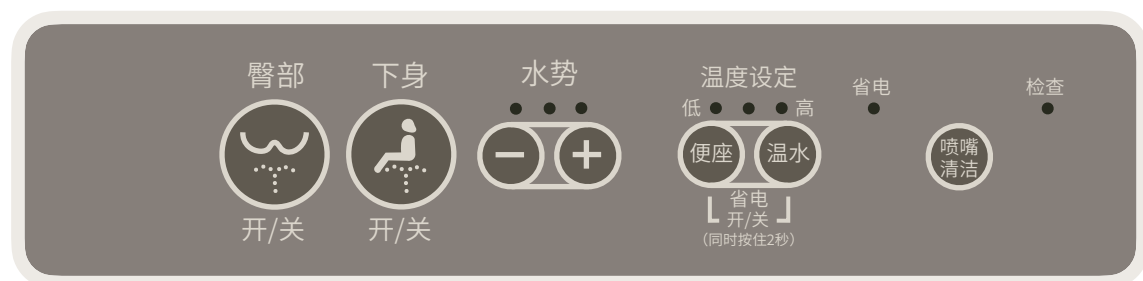 臀部
开/关
下身
开/关
水势
温度设定
低 高
便座 温水
省电
开/关
（同时按住2秒）
省电
喷嘴
清洁
检查